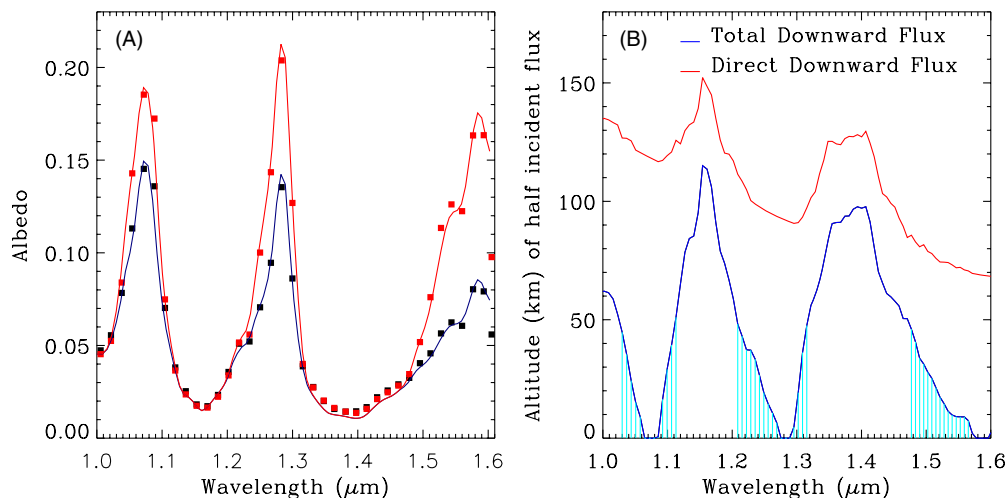 (A)
0.20
0.15
0.10
0.05
0.00
Albedo
1.0 1.1 1.2 1.3 1.4 1.5 1.6
Wavelength (μm)
(B)
Total Downward Flux
Direct Downward Flux
150
100
50
0
Altitude (km) of half incident flux
1.0 1.1 1.2 1.3 1.4 1.5 1.6
Wavelength (μm)